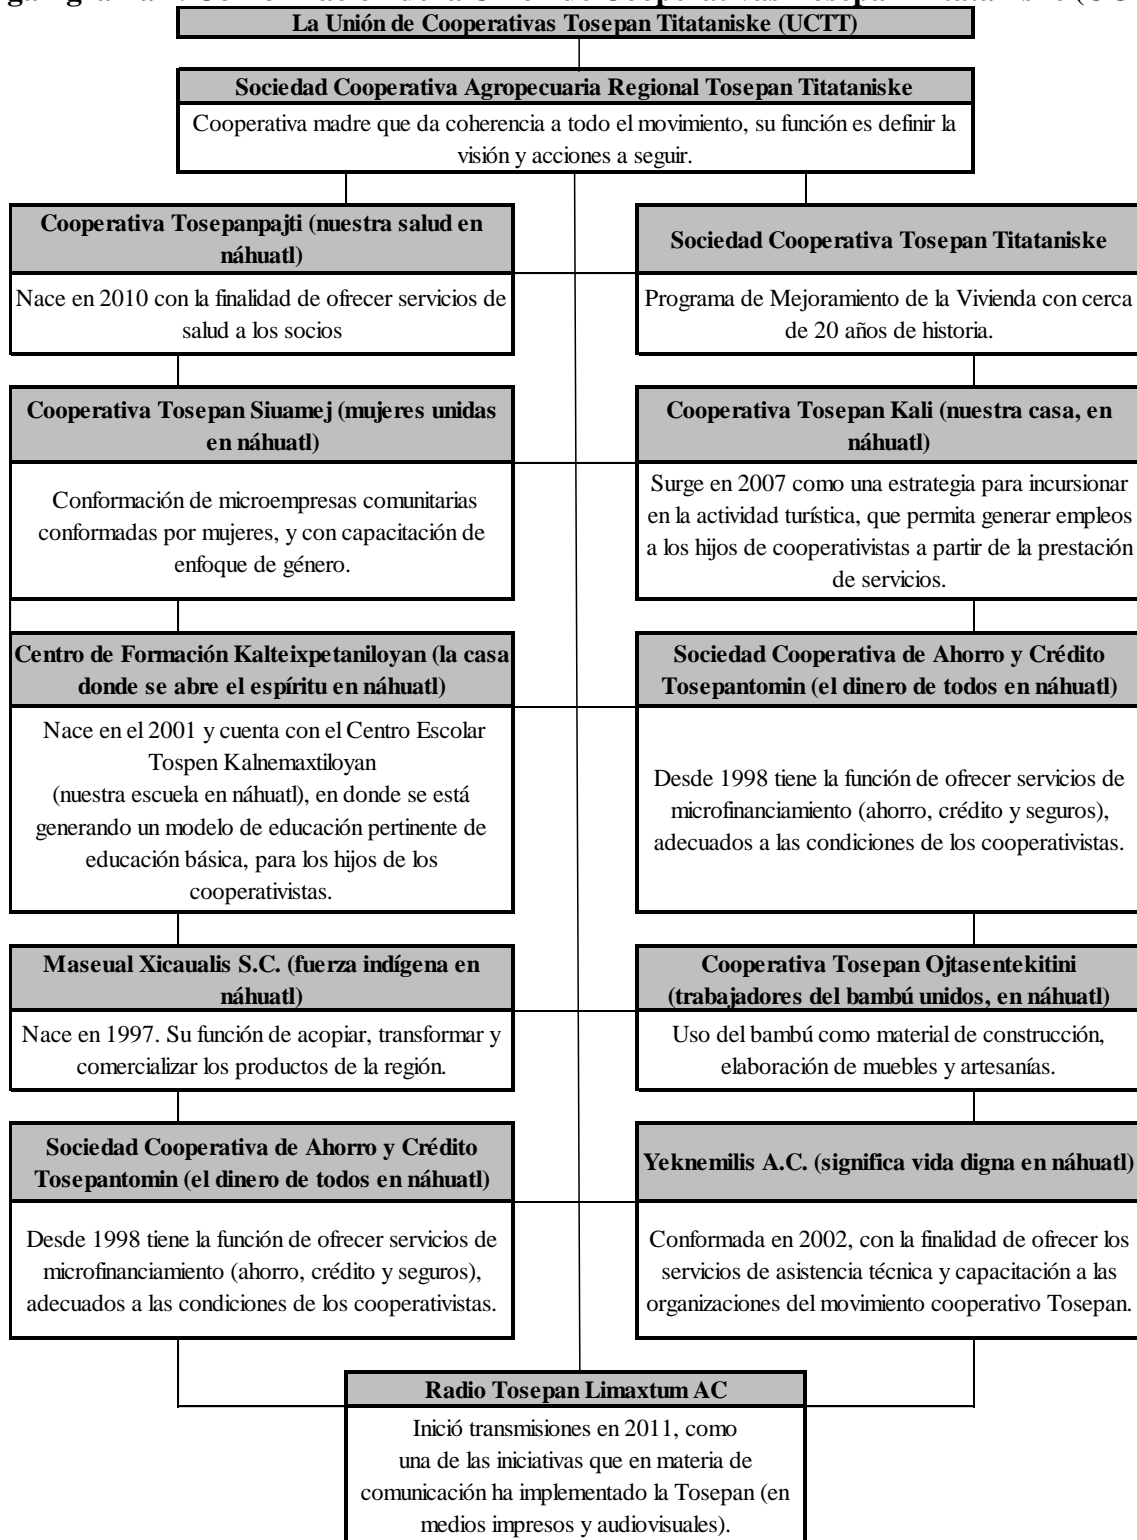 La Unión de Cooperativas Tosepan Titataniske (UCTT)
Sociedad Cooperativa Agropecuaria Regional Tosepan Titataniske
Cooperativa madre que da coherencia a todo el movimiento, su función es definir la
visión y acciones a seguir.
Cooperativa Tosepanpajti (nuestra salud en
náhuatl)
Nace en 2010 con la finalidad de ofrecer servicios de
salud a los socios
Sociedad Cooperativa Tosepan Titataniske
Programa de Mejoramiento de la Vivienda con cerca
de 20 años de historia.
Cooperativa Tosepan Siuamej (mujeres unidas
en náhuatl)
Conformación de microempresas comunitarias
conformadas por mujeres, y con capacitación de
enfoque de género.
Cooperativa Tosepan Kali (nuestra casa, en
náhuatl)
Surge en 2007 como una estrategia para incursionar
en la actividad turística, que permita generar empleos
a los hijos de cooperativistas a partir de la prestación
de servicios.
Centro de Formación Kalteixpetaniloyan (la casa
donde se abre el espíritu en náhuatl)
Nace en el 2001 y cuenta con el Centro Escolar
Tospen Kalnemaxtiloyan
(nuestra escuela en náhuatl), en donde se está
generando un modelo de educación pertinente de
educación básica, para los hijos de los
cooperativistas.
Sociedad Cooperativa de Ahorro y Crédito
Tosepantomin (el dinero de todos en náhuatl)
Desde 1998 tiene la función de ofrecer servicios de
microfinanciamiento (ahorro, crédito y seguros),
adecuados a las condiciones de los cooperativistas.
Maseual Xicaualis S.C. (fuerza indígena en
náhuatl)
Nace en 1997. Su función de acopiar, transformar y
comercializar los productos de la región.
Cooperativa Tosepan Ojtasentekitini
(trabajadores del bambú unidos, en náhuatl)
Uso del bambú como material de construcción,
elaboración de muebles y artesanías.
Sociedad Cooperativa de Ahorro y Crédito
Tosepantomin (el dinero de todos en náhuatl)
Desde 1998 tiene la función de ofrecer servicios de
microfinanciamiento (ahorro, crédito y seguros),
adecuados a las condiciones de los cooperativistas.
Yeknemilis A.C. (significa vida digna en náhuatl)
Conformada en 2002, con la finalidad de ofrecer los
servicios de asistencia técnica y capacitación a las
organizaciones del movimiento cooperativo Tosepan.
Radio Tosepan Limaxtum AC
Inició transmisiones en 2011, como
una de las iniciativas que en materia de
comunicación ha implementado la Tosepan (en
medios impresos y audiovisuales).